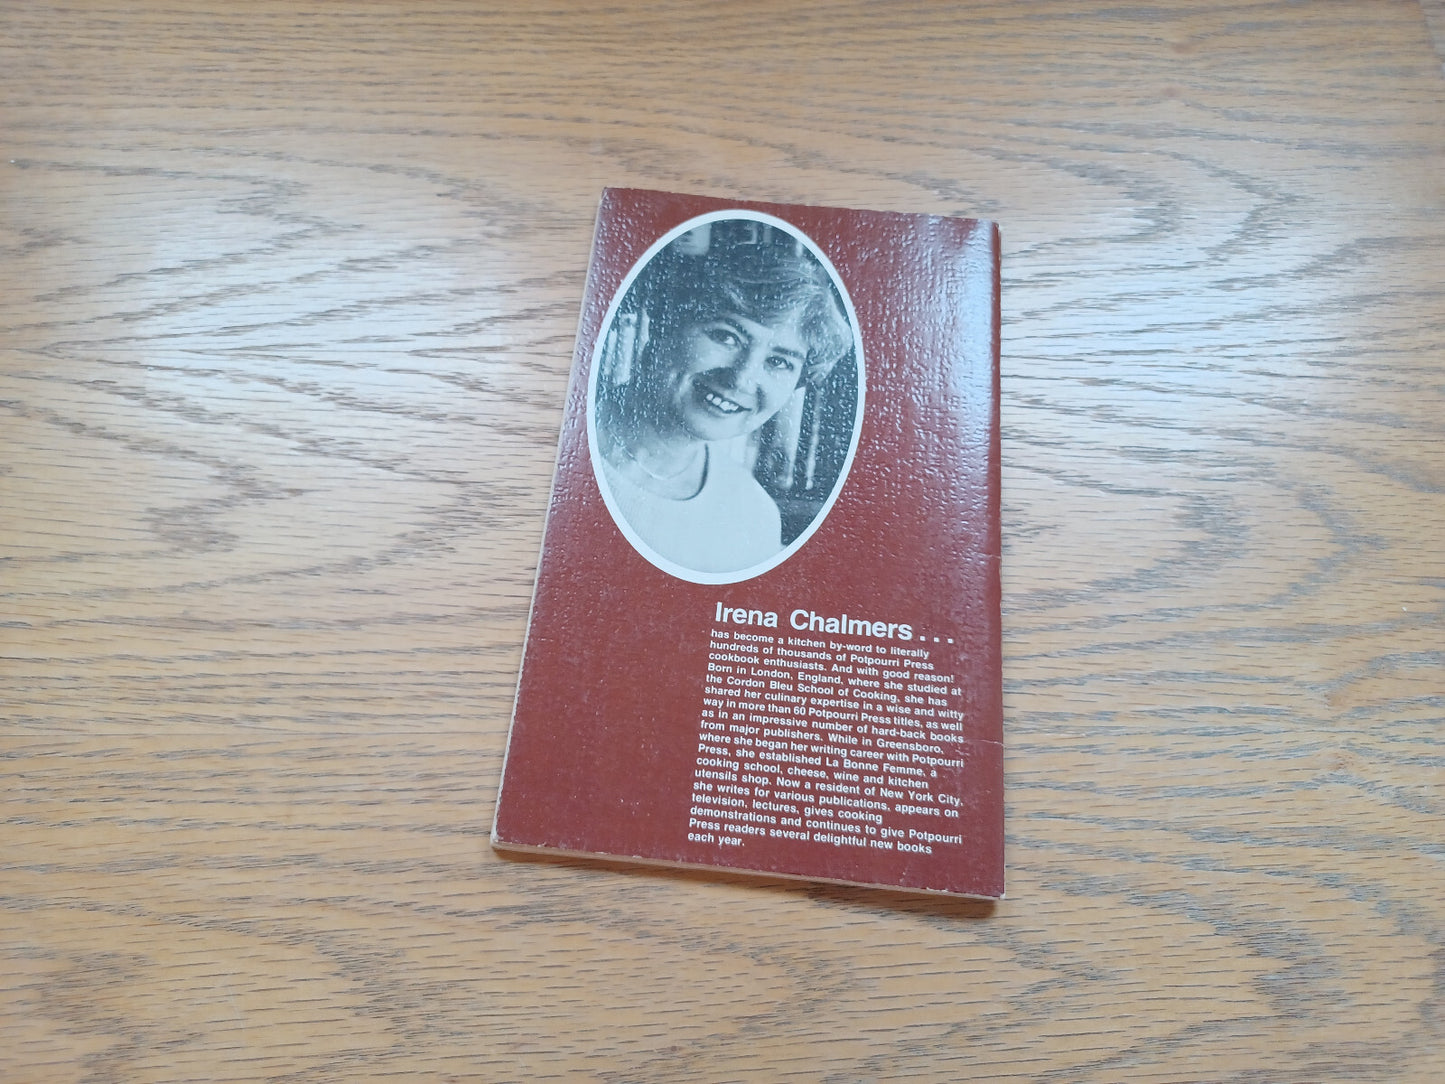 Irena Chalmers...
has become a kitchen by-word to literally
hundreds of thousands of Potpourri Press
cookbook enthusiasts. And with good reason!
Born in London, England, where she studied at
the Cordon Bleu School of Cooking, she has
shared her culinary expertise in a wise and witty
way in more than 60 Potpourri Press titles, as well
as in an impressive number of hard-back books
from major publishers. While in Greensboro,
where she began her writing career with Potpourri
Press, she established La Bonne Femme, a
cooking school, cheese, wine and kitchen
utensils shop. Now a resident of New York City,
she writes for various publications, appears on
television, lectures, gives cooking
demonstrations and continues to give Potpourri
Press readers several delightful new books
each year.